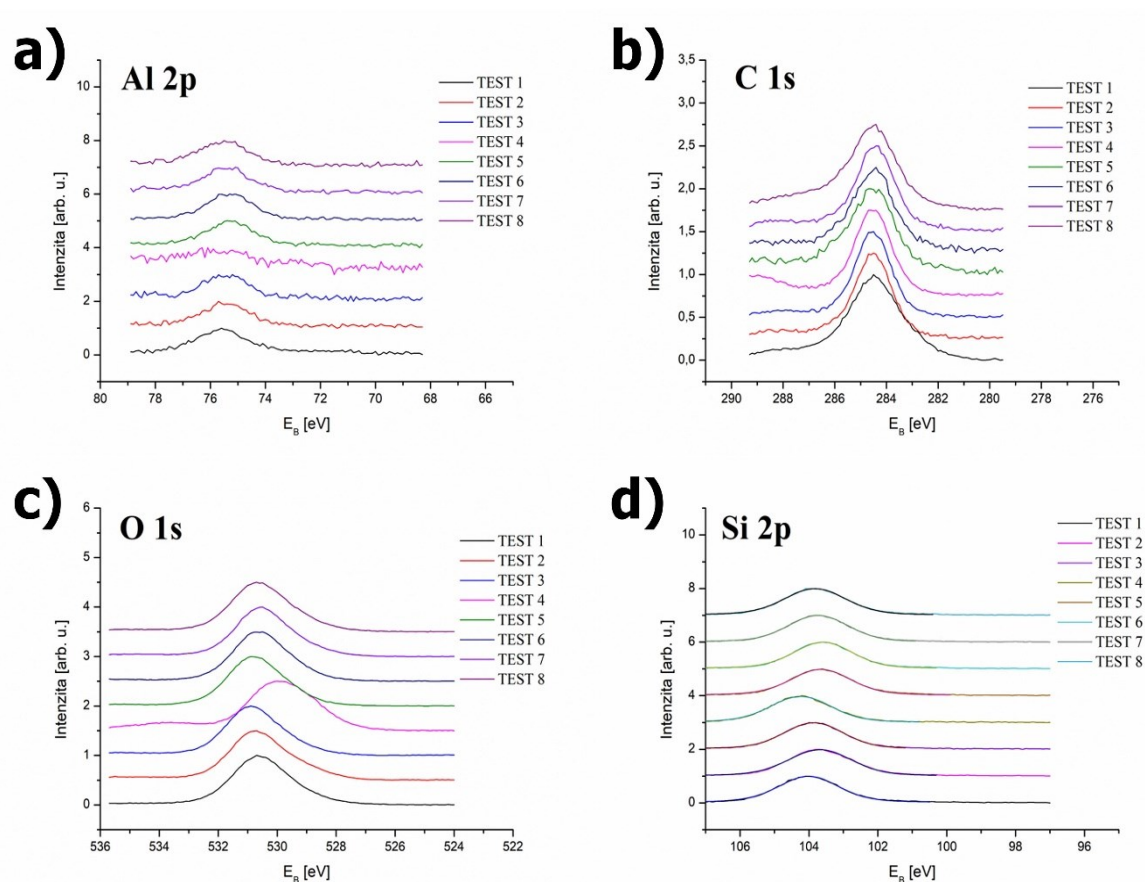 a)
Al 2p
Intenzita [arb. u.]
10
8
6
4
2
0
80 78 76 74 72 70 68 66
E_B [eV]
TEST 1
TEST 2
TEST 3
TEST 4
TEST 5
TEST 6
TEST 7
TEST 8
b)
C 1s
Intenzita [arb. u.]
3,5
3,0
2,5
2,0
1,5
1,0
0,5
0,0
290 288 286 284 282 280 278 276
E_B [eV]
TEST 1
TEST 2
TEST 3
TEST 4
TEST 5
TEST 6
TEST 7
TEST 8
c)
O 1s
Intenzita [arb. u.]
6
5
4
3
2
1
0
536 534 532 530 528 526 524 522
E_B [eV]
TEST 1
TEST 2
TEST 3
TEST 4
TEST 5
TEST 6
TEST 7
TEST 8
d)
Si 2p
Intenzita [arb. u.]
10
8
6
4
2
0
106 104 102 100 98 96
E_B [eV]
TEST 1
TEST 2
TEST 3
TEST 4
TEST 5
TEST 6
TEST 7
TEST 8